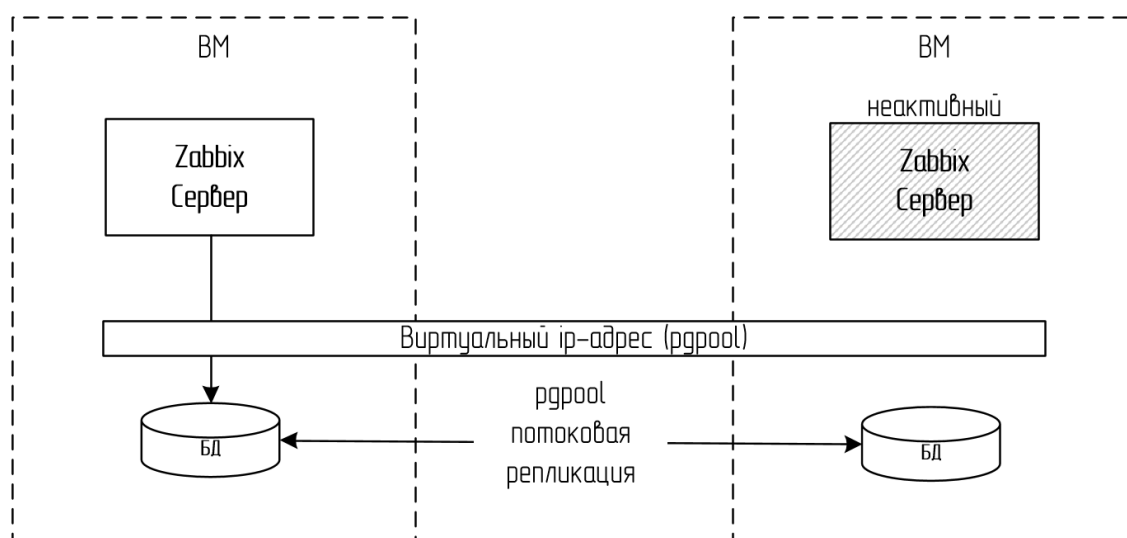 ВМ
ВМ
неактивный
Zabbix
Сервер
Zabbix
Сервер
Виртуальный ip-адрес (pgpool)
pgpool
потоковая
репликация
БД
БД